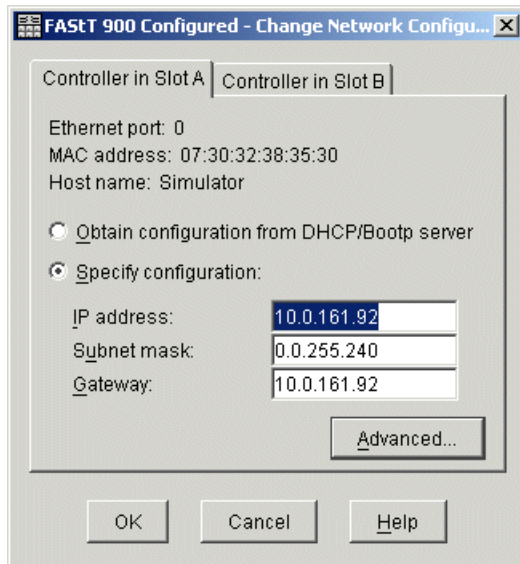 FAStT 900 Configured - Change Network Configu...
Controller in Slot A Controller in Slot B
Ethernet port: 0
MAC address: 07:30:32:38:35:30
Host name: Simulator
Obtain configuration from DHCP/Bootp server
Specify configuration:
IP address: 10.0.161.92
Subnet mask: 0.0.255.240
Gateway: 10.0.161.92
Advanced...
OK Cancel Help